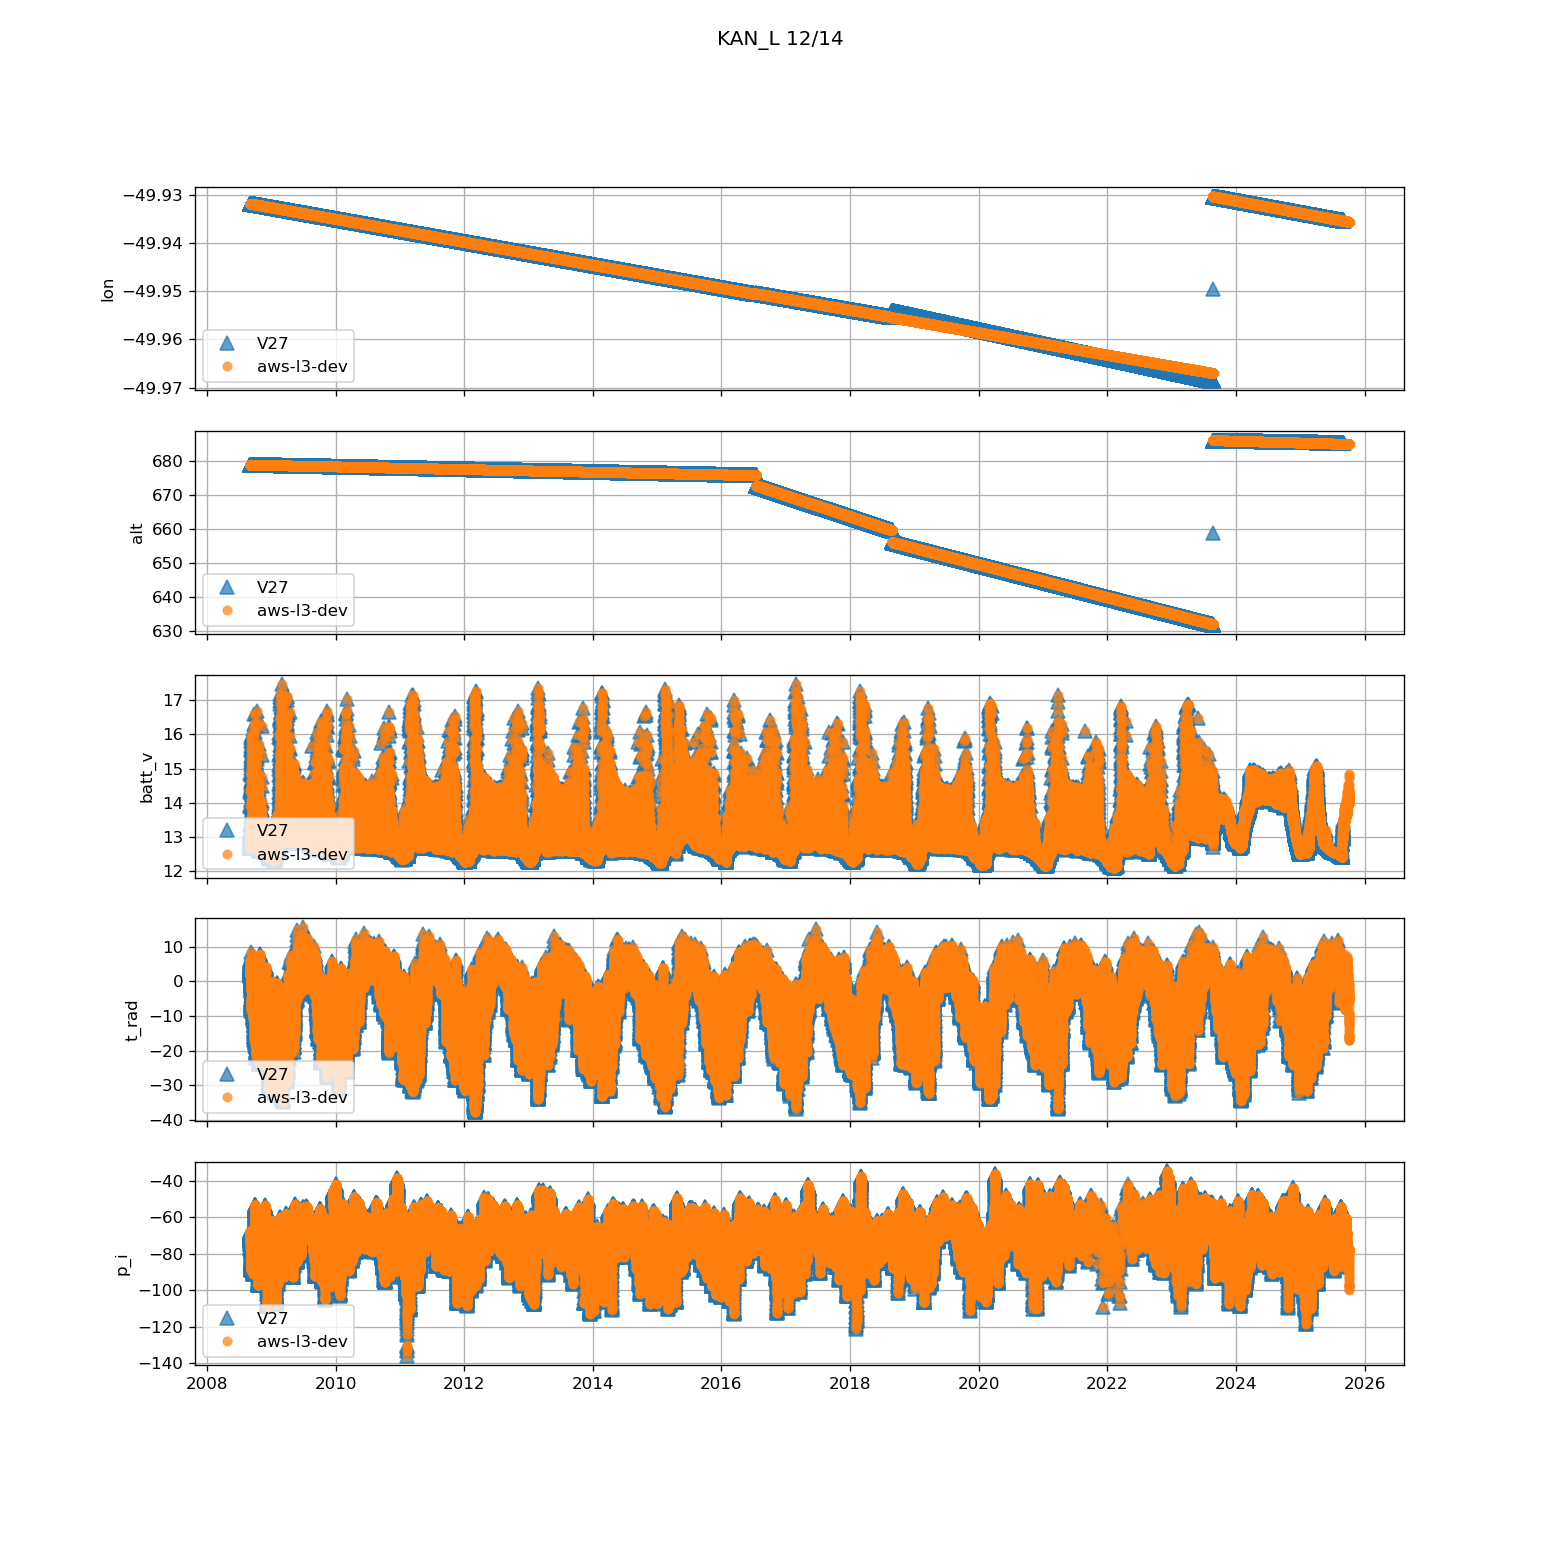 KAN_L 12/14
−49.93
−49.94
−49.95
−49.96
−49.97
lon
V27
aws-l3-dev
680
670
660
650
640
630
alt
V27
aws-l3-dev
17
16
15
14
13
12
batt_v
V27
aws-l3-dev
10
0
−10
−20
−30
−40
t_rad
V27
aws-l3-dev
−40
−60
−80
−100
−120
−140
p_i
V27
aws-l3-dev
2008 2010 2012 2014 2016 2018 2020 2022 2024 2026